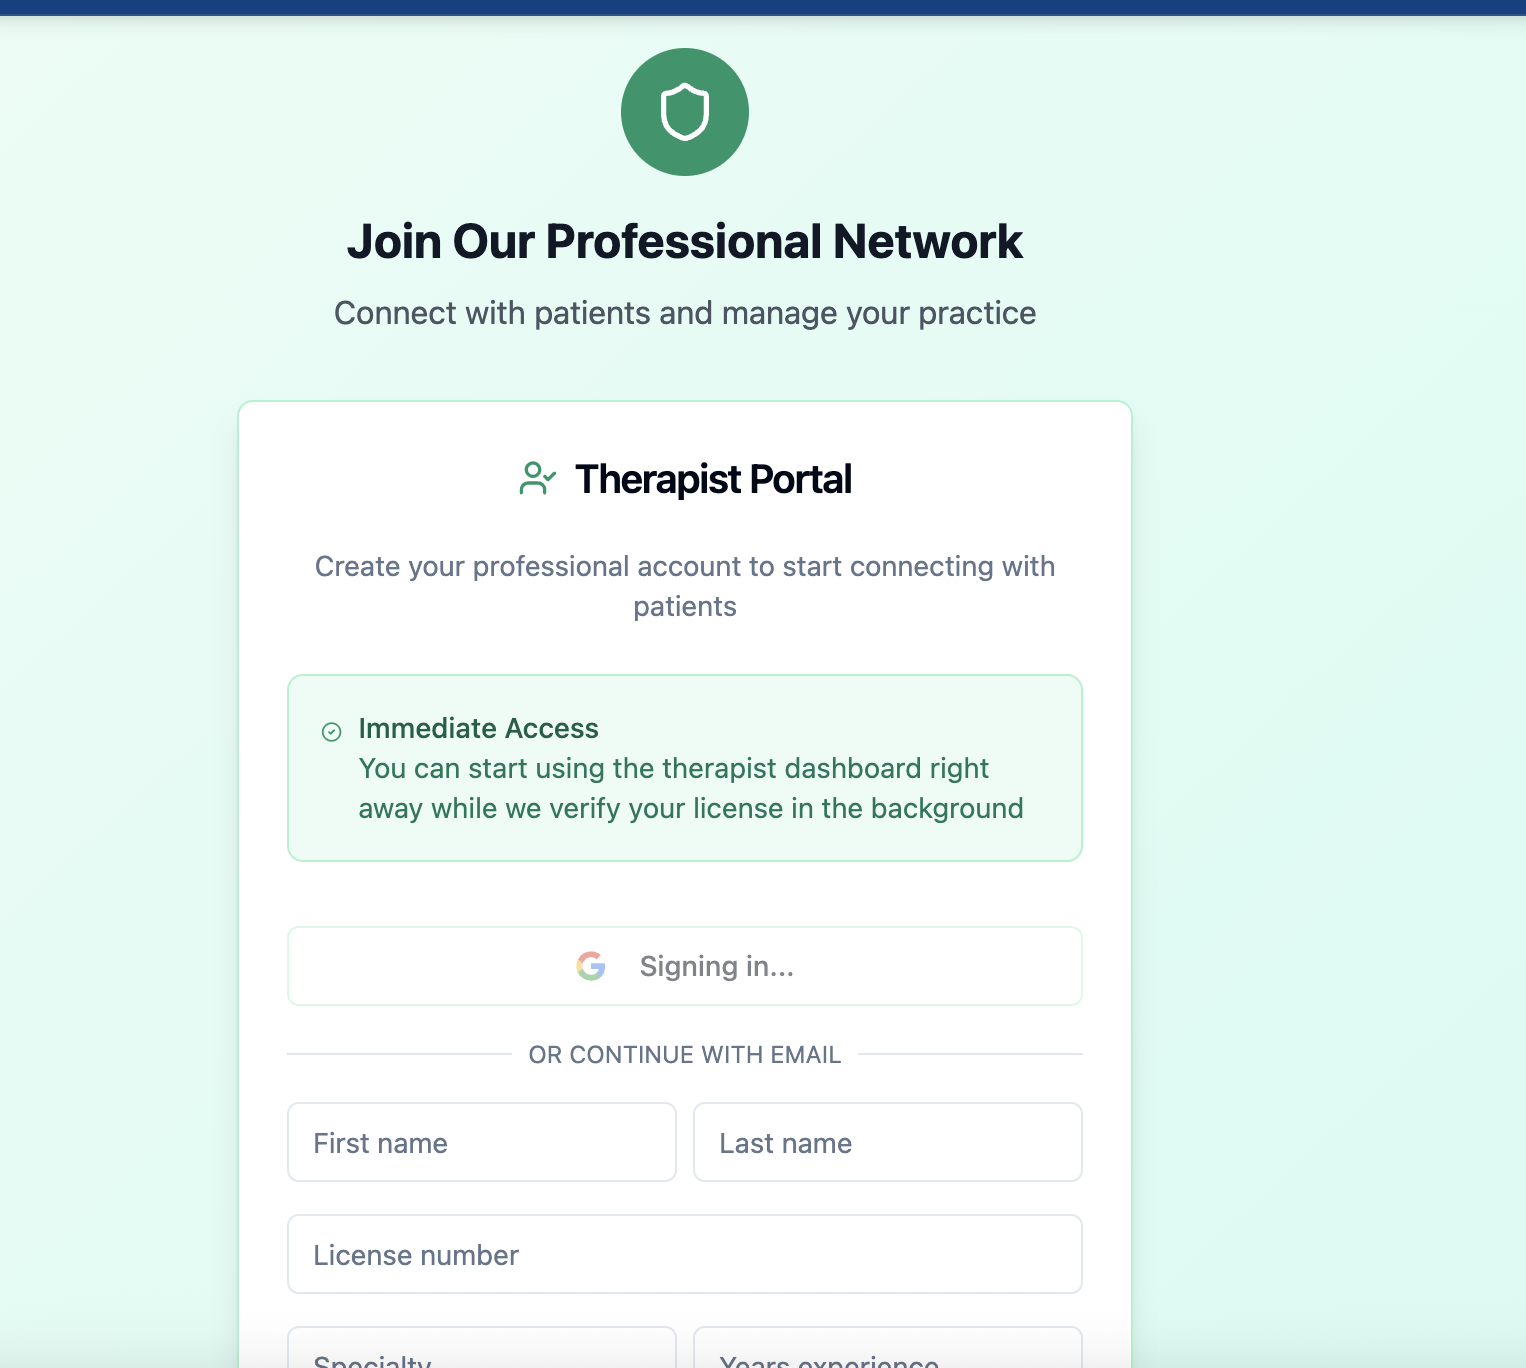 Join Our Professional Network
Connect with patients and manage your practice
Therapist Portal
Create your professional account to start connecting with
patients
Immediate Access
You can start using the therapist dashboard right
away while we verify your license in the background
Signing in...
OR CONTINUE WITH EMAIL
First name
Last name
License number
Specialty
Years experience